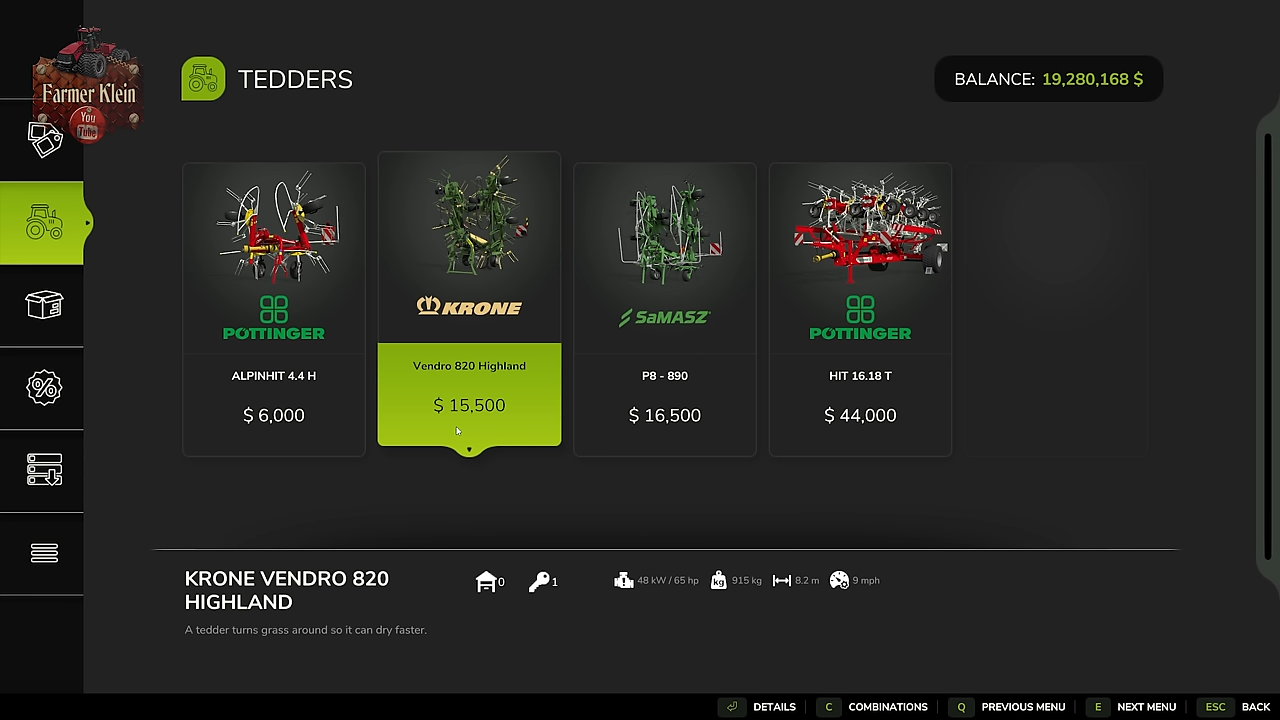 Farmer Klein
You
Tube
TEDDERS
BALANCE: 19,280,168 $
PÖTTINGER
KRONE
SaMASZ
PÖTTINGER
ALPINHIT 4.4 H
Vendro 820 Highland
P8 - 890
HIT 16.18 T
$ 6,000
$ 15,500
$ 16,500
$ 44,000
KRONE VENDRO 820
HIGHLAND
0
1
48 kW / 65 hp
kg
915 kg
8.2 m
9 mph
A tedder turns grass around so it can dry faster.
DETAILS
C COMBINATIONS
Q PREVIOUS MENU
E NEXT MENU
ESC BACK